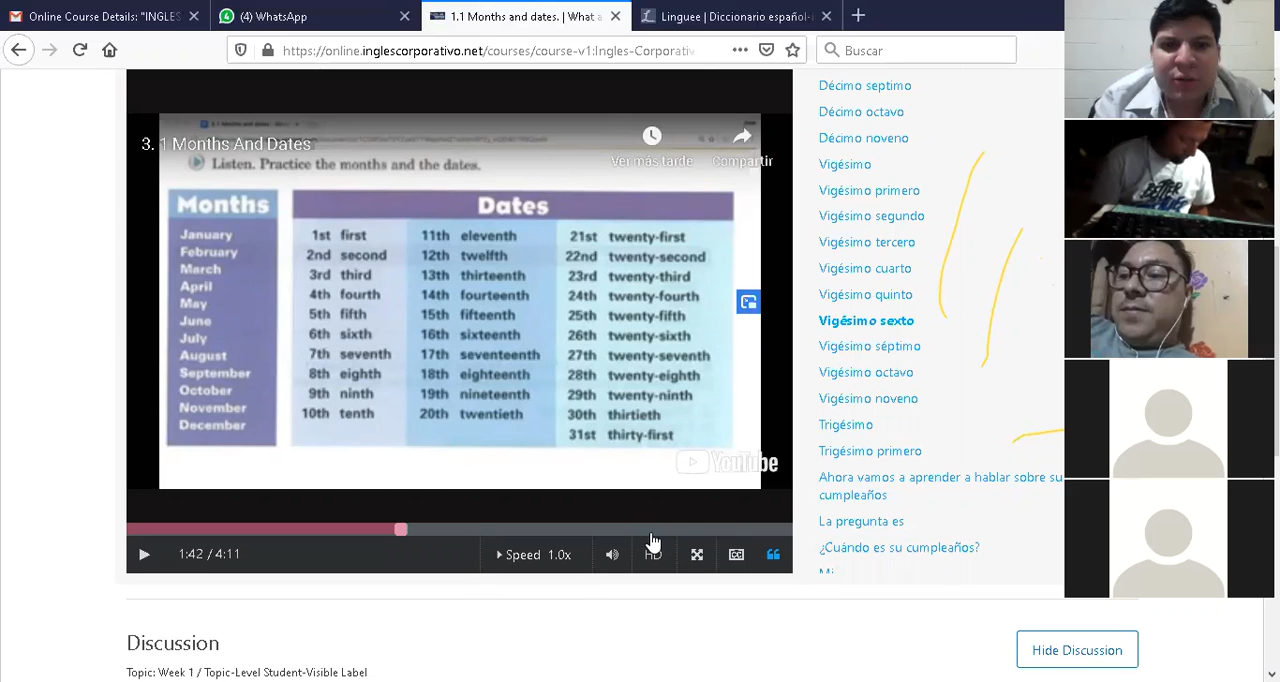 Online Course Details: "INGLES
(4) WhatsApp
1.1 Months and dates. | What a
Linguee | Diccionario español-
https://online.inglescorporativo.net/courses/course-v1:Ingles-Corporativ
Buscar
3. 1 Months And Dates
Ver más tarde
Compartir
Listen. Practice the months and the dates.
Months
January
February
March
April
May
June
July
August
September
October
November
December
Dates
1st first
2nd second
3rd third
4th fourth
5th fifth
6th sixth
7th seventh
8th eighth
9th ninth
10th tenth
11th eleventh
12th twelfth
13th thirteenth
14th fourteenth
15th fifteenth
16th sixteenth
17th seventeenth
18th eighteenth
19th nineteenth
20th twentieth
21st twenty-first
22nd twenty-second
23rd twenty-third
24th twenty-fourth
25th twenty-fifth
26th twenty-sixth
27th twenty-seventh
28th twenty-eighth
29th twenty-ninth
30th thirtieth
31st thirty-first
YouTube
1:42 / 4:11
Speed 1.0x
HD
Décimo septimo
Décimo octavo
Décimo noveno
Vigésimo
Vigésimo primero
Vigésimo segundo
Vigésimo tercero
Vigésimo cuarto
Vigésimo quinto
Vigésimo sexto
Vigésimo séptimo
Vigésimo octavo
Vigésimo noveno
Trigésimo
Trigésimo primero
Ahora vamos a aprender a hablar sobre su
cumpleaños
La pregunta es
¿Cuándo es su cumpleaños?
Mi
Discussion
Hide Discussion
Topic: Week 1 / Topic-Level Student-Visible Label